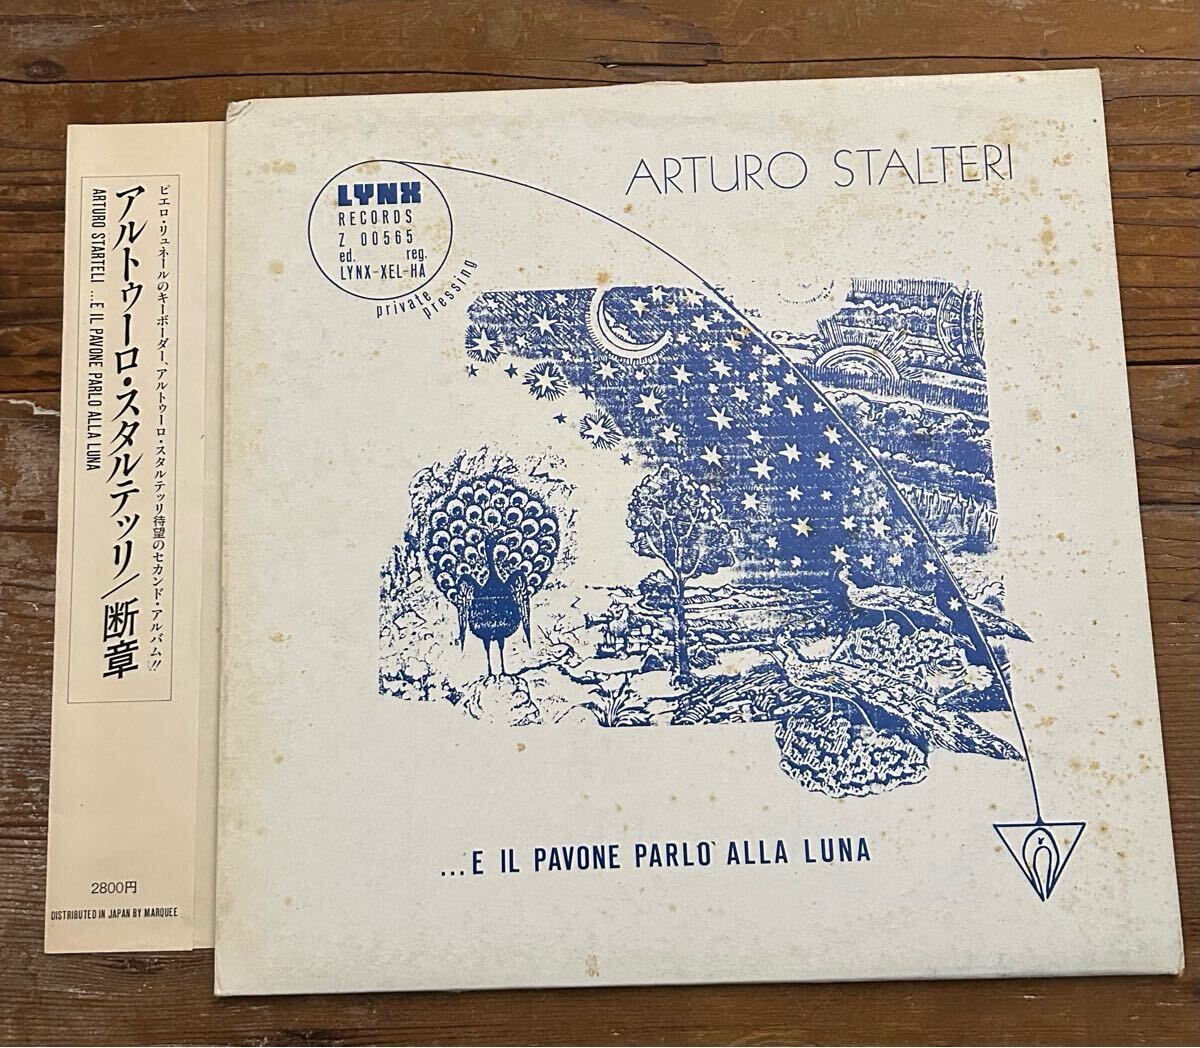 ピエロ・リュネールのキーボーダー、アルトゥーロ・スタルテッリ待望のセカンド・アルバム!!
アルトゥーロ・スタルテッリ/断章
ARTURO STARTELI ...E IL PAVONE PARLO ALLA LUNA
2800円
DISTRIBUTED IN JAPAN BY MARQUEE
ARTURO STALTERI
LYNX
RECORDS
Z 00565
ed. reg.
LYNX-XEL-HA
private pressing
...E IL PAVONE PARLO` ALLA LUNA